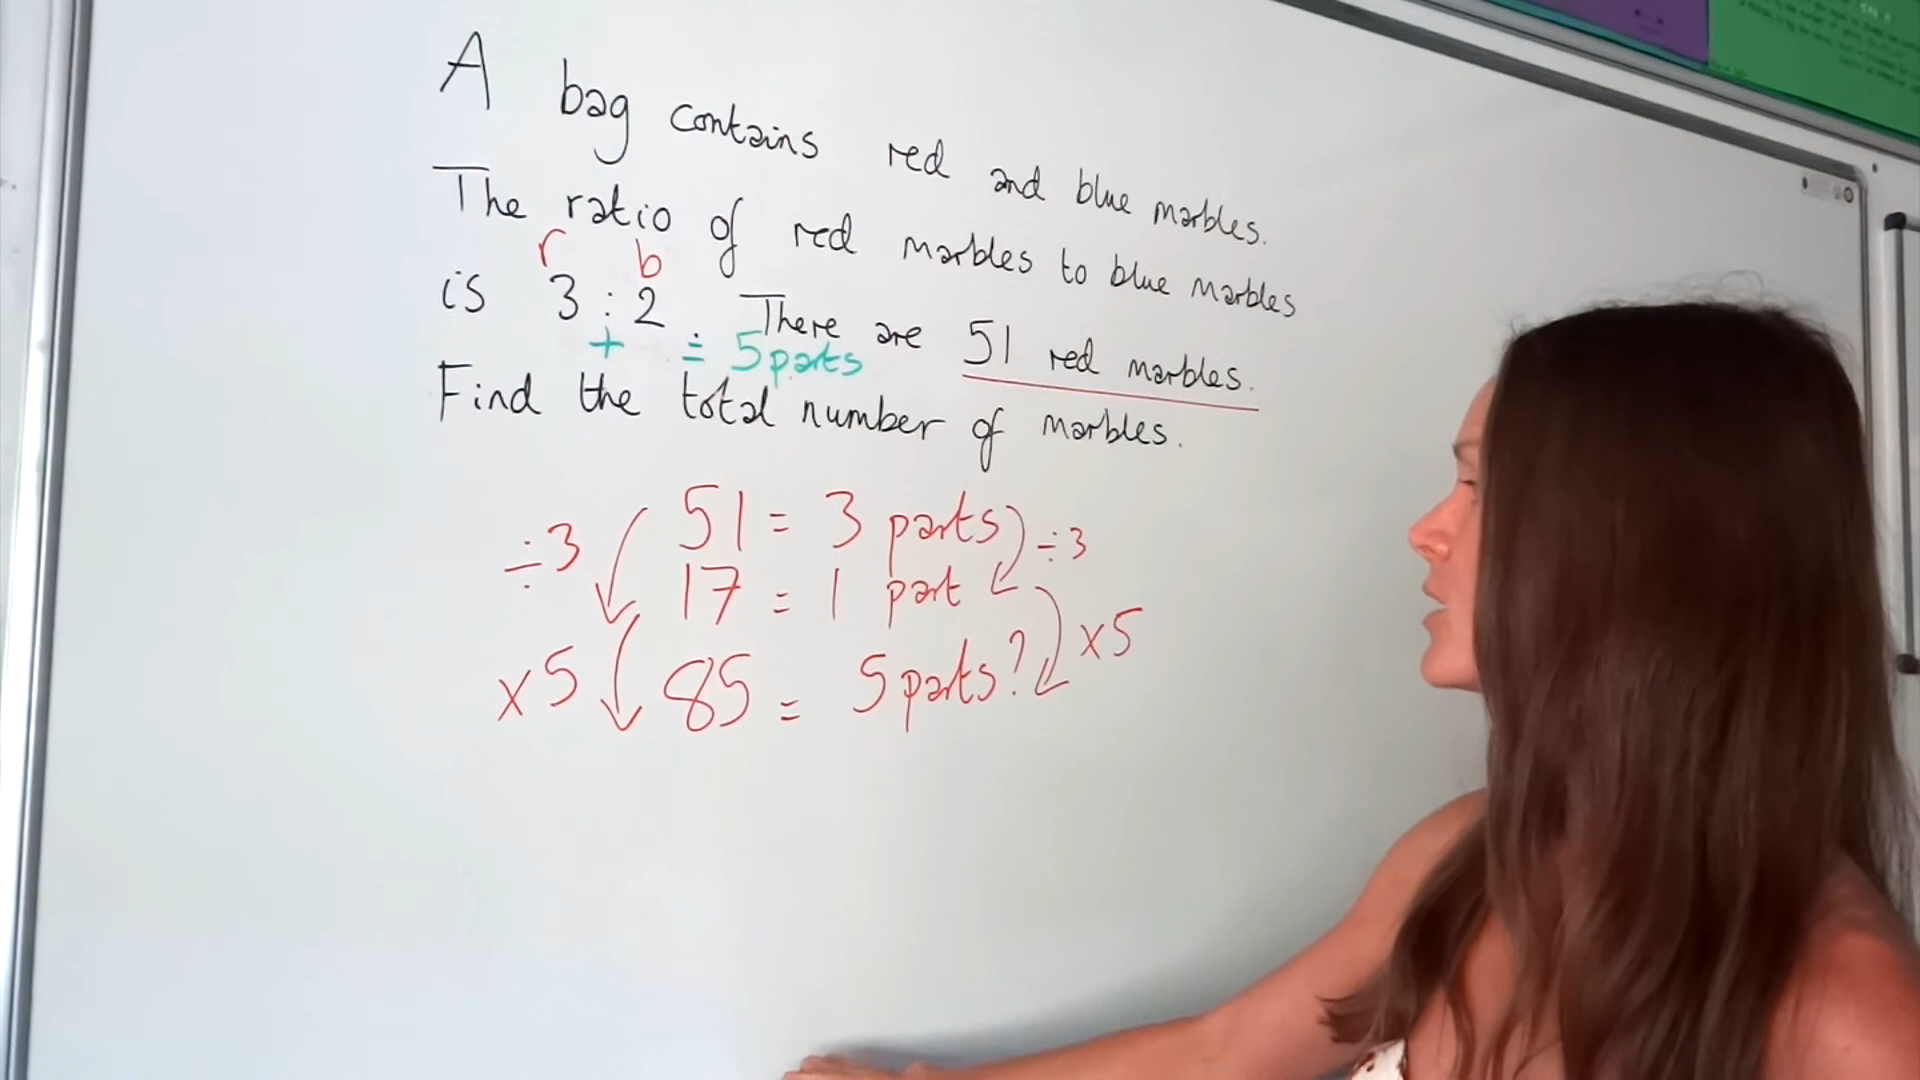 A bag contains red and blue marbles.
The ratio of red marbles to blue marbles
r b
is 3 : 2 . There are 51 red marbles.
+ = 5 parts
Find the total number of marbles.
÷3 51 = 3 parts ÷3
17 = 1 part
x5 85 = 5 parts? x5